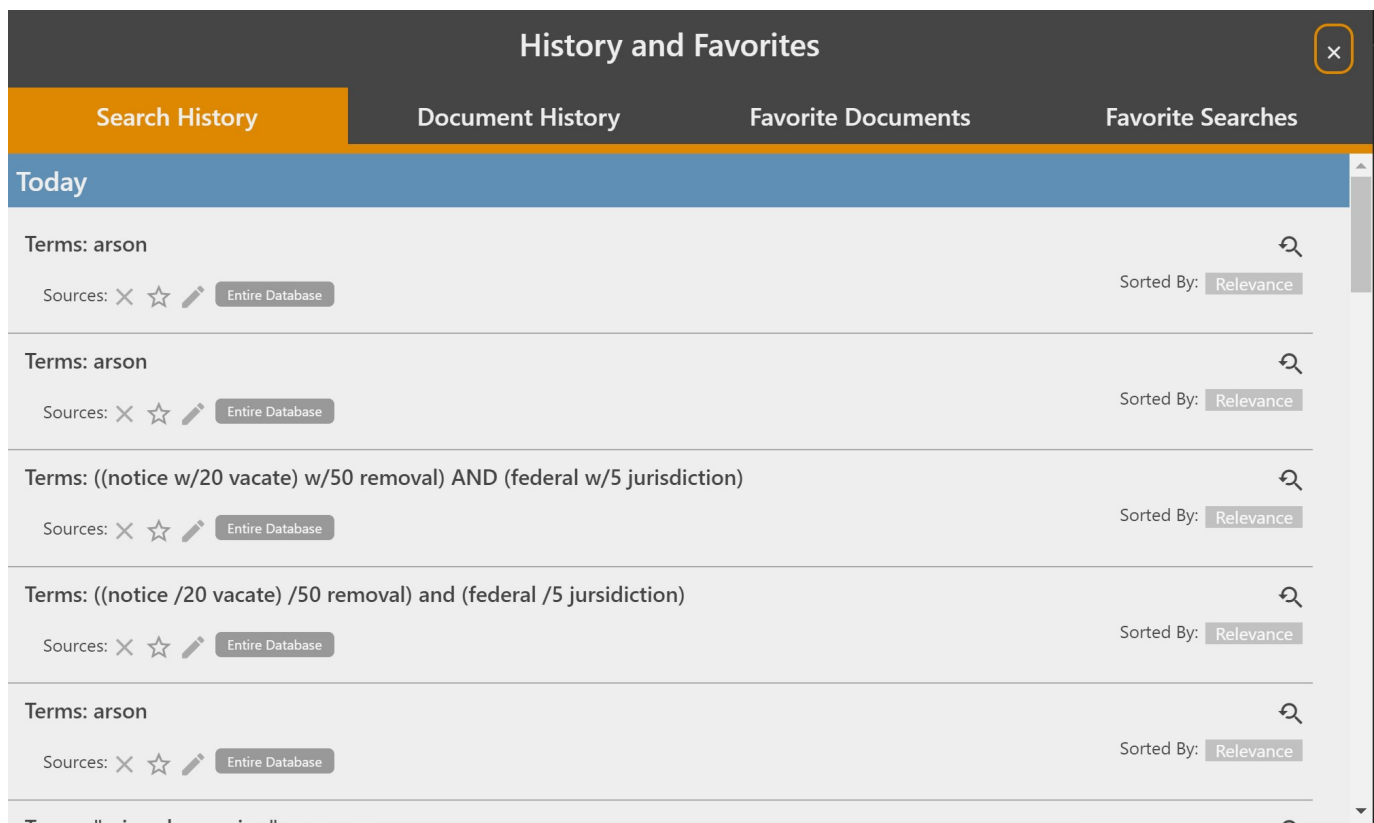 History and Favorites
Search History Document History Favorite Documents Favorite Searches
Today
Terms: arson
Sources: Entire Database Sorted By: Relevance
Terms: arson
Sources: Entire Database Sorted By: Relevance
Terms: ((notice w/20 vacate) w/50 removal) AND (federal w/5 jurisdiction)
Sources: Entire Database Sorted By: Relevance
Terms: ((notice /20 vacate) /50 removal) and (federal /5 jursidiction)
Sources: Entire Database Sorted By: Relevance
Terms: arson
Sources: Entire Database Sorted By: Relevance